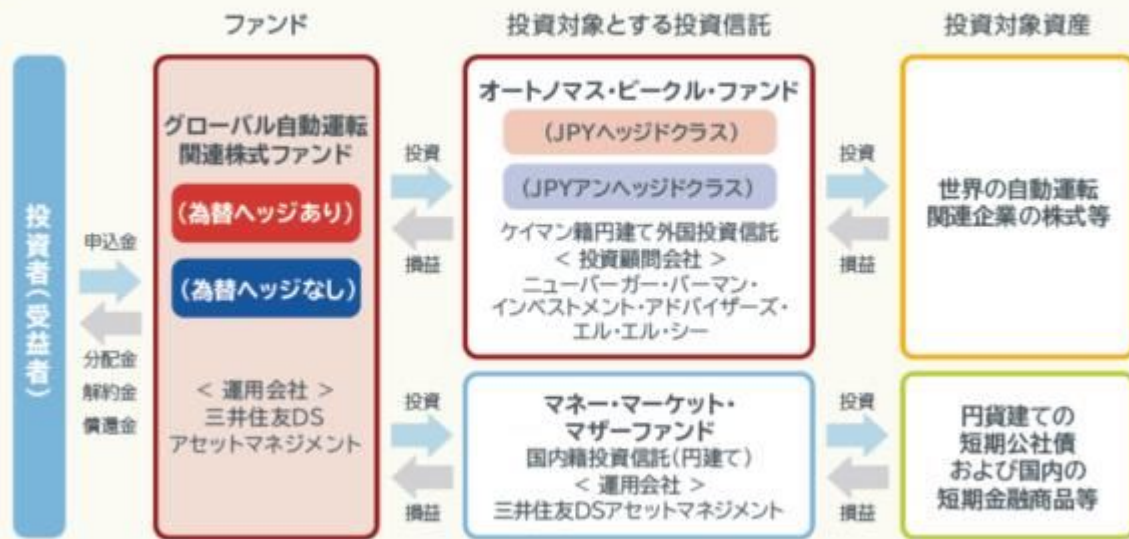 ファンド
投資対象とする投資信託
投資対象資産
投資者(受益者)
申込金
分配金
解約金
償還金
グローバル自動運転
関連株式ファンド
(為替ヘッジあり)
(為替ヘッジなし)
< 運用会社 >
三井住友DS
アセットマネジメント
投資
損益
投資
損益
オートノマス・ビークル・ファンド
(JPYヘッジドクラス)
(JPYアンヘッジドクラス)
ケイマン籍円建て外国投資信託
< 投資顧問会社 >
ニューバーガー・バーマン・
インベストメント・アドバイザーズ・
エル・エル・シー
マネー・マーケット・
マザーファンド
国内籍投資信託(円建て)
< 運用会社 >
三井住友DSアセットマネジメント
投資
損益
投資
損益
世界の自動運転
関連企業の株式等
円貨建ての
短期公社債
および国内の
短期金融商品等